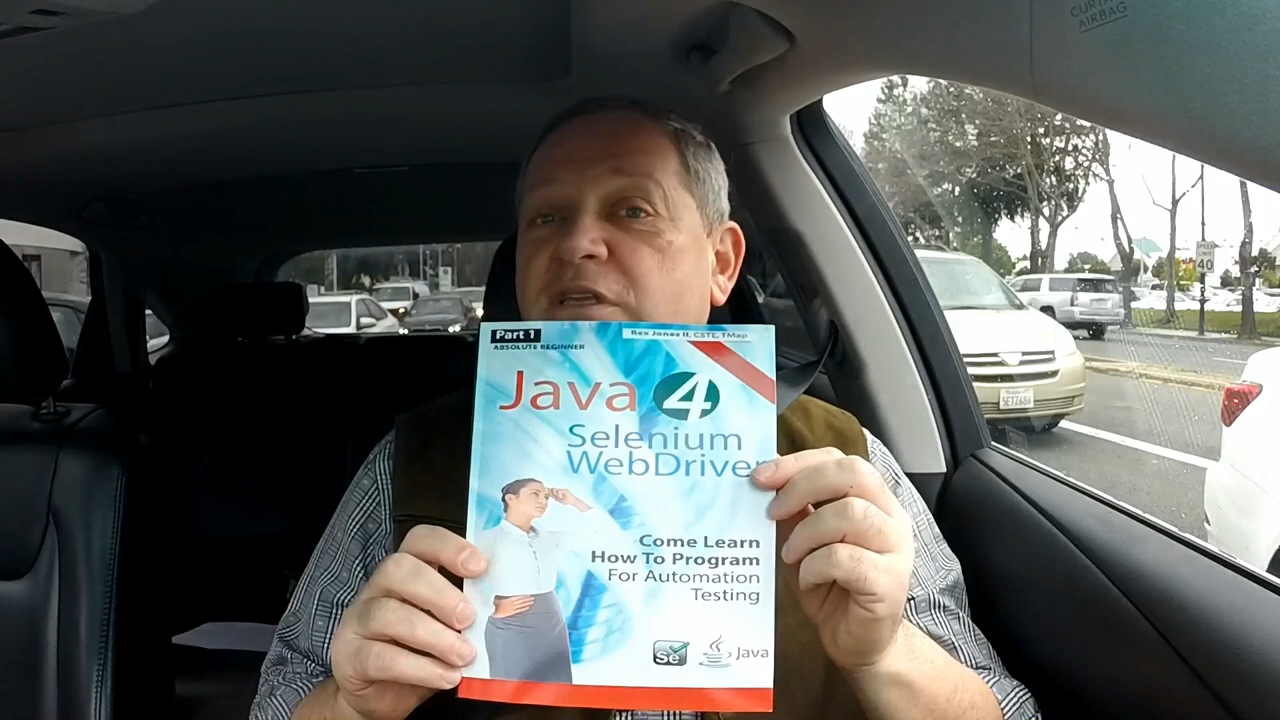 CURTAIN
AIRBAG
Part 1
ABSOLUTE BEGINNER
Rex Jones II, CSTE, TMap
Java 4
Selenium
WebDriver
Come Learn
How To Program
For Automation
Testing
Se
Java
40